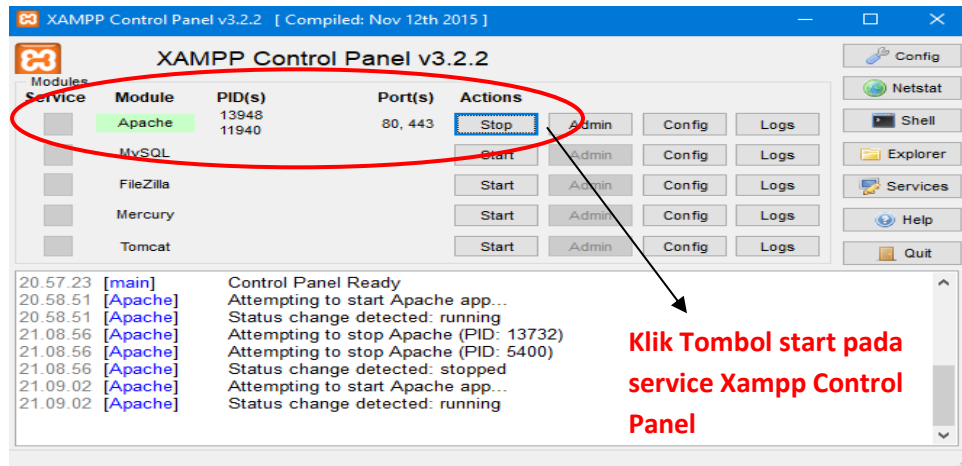 XAMPP Control Panel v3.2.2 [ Compiled: Nov 12th 2015 ]
XAMPP Control Panel v3.2.2
Config
Modules
Service Module PID(s) Port(s) Actions
Netstat
Apache 13948 11940 80, 443 Stop Admin Config Logs
Shell
MySQL Start Admin Config Logs
Explorer
FileZilla Start Admin Config Logs
Services
Mercury Start Admin Config Logs
Help
Tomcat Start Admin Config Logs
Quit
20.57.23 [main] Control Panel Ready
20.58.51 [Apache] Attempting to start Apache app...
20.58.51 [Apache] Status change detected: running
21.08.56 [Apache] Attempting to stop Apache (PID: 13732)
21.08.56 [Apache] Attempting to stop Apache (PID: 5400)
21.08.56 [Apache] Status change detected: stopped
21.09.02 [Apache] Attempting to start Apache app...
21.09.02 [Apache] Status change detected: running
Klik Tombol start pada
service Xampp Control
Panel